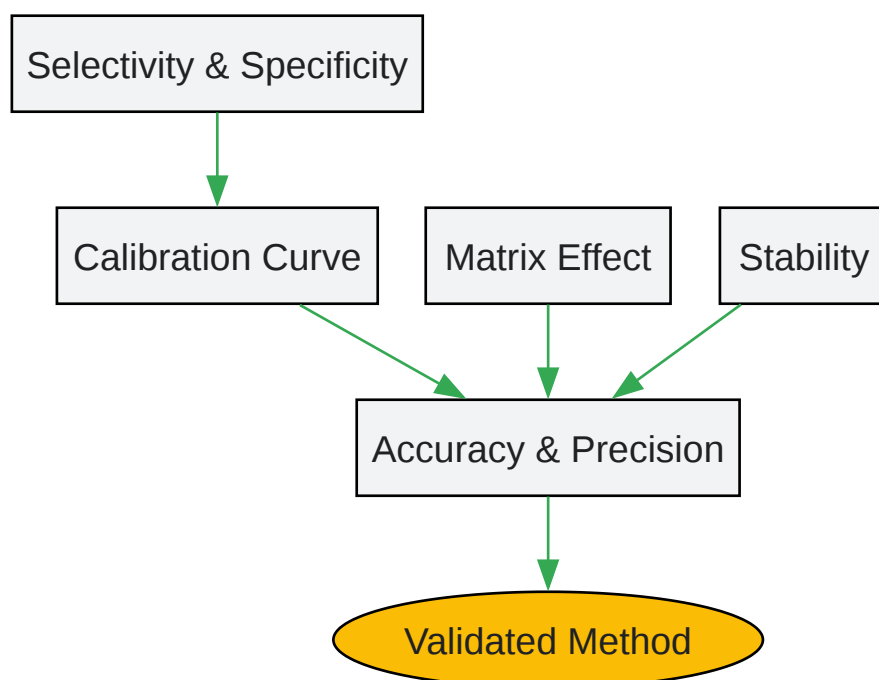 Selectivity & Specificity
Calibration Curve
Matrix Effect
Stability
Accuracy & Precision
Validated Method